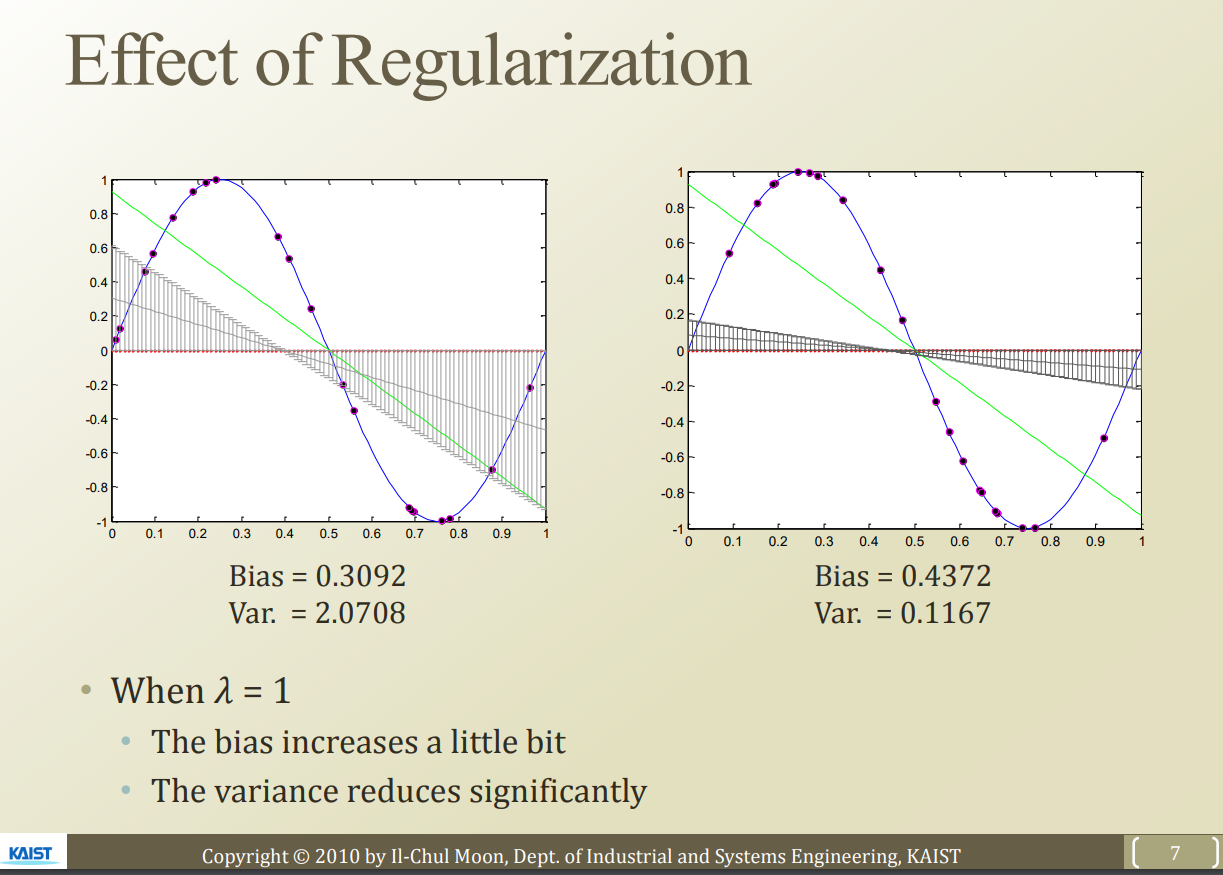 Effect of Regularization
1
0.8
0.6
0.4
0.2
0
-0.2
-0.4
-0.6
-0.8
-1
0 0.1 0.2 0.3 0.4 0.5 0.6 0.7 0.8 0.9 1
Bias = 0.3092
Var. = 2.0708
1
0.8
0.6
0.4
0.2
0
-0.2
-0.4
-0.6
-0.8
-1
0 0.1 0.2 0.3 0.4 0.5 0.6 0.7 0.8 0.9 1
Bias = 0.4372
Var. = 0.1167
• When λ = 1
• The bias increases a little bit
• The variance reduces significantly
KAIST
Copyright © 2010 by Il-Chul Moon, Dept. of Industrial and Systems Engineering, KAIST
7